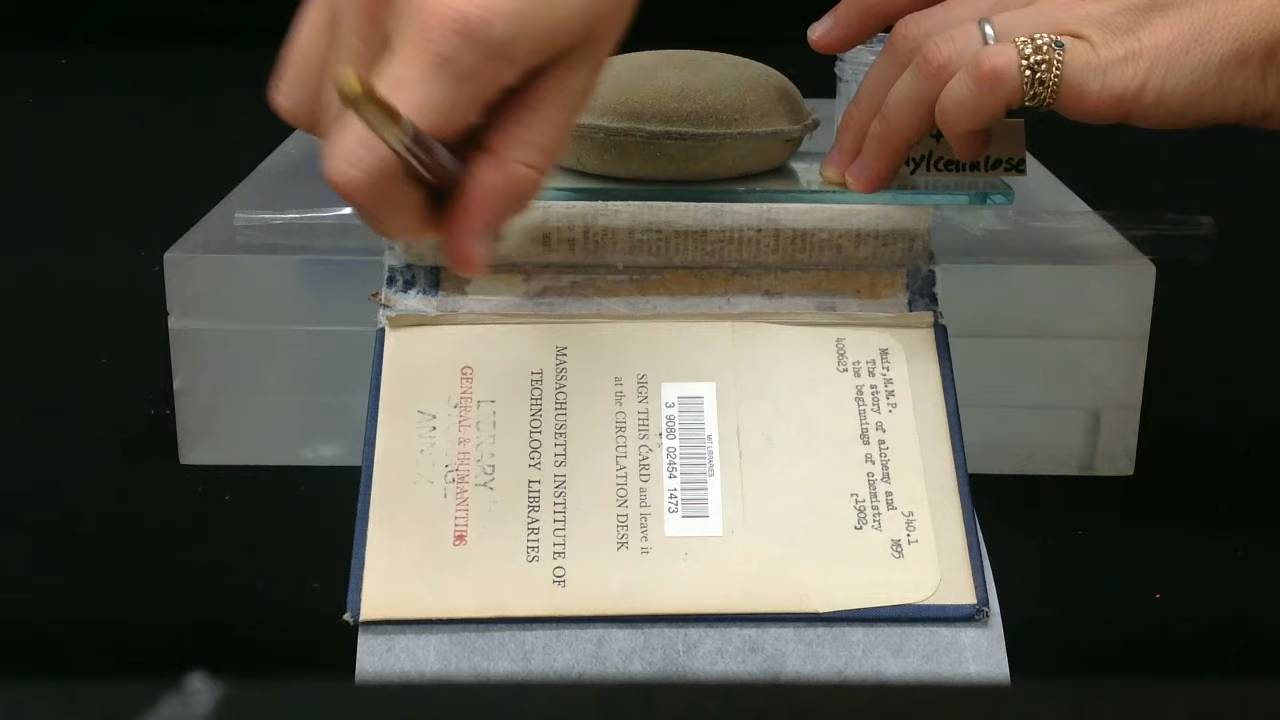 ylcellulose
Muir, M. M. P.
The story of alchemy and
the beginnings of chemistry
[1902]
400623
540.1
M95
MIT LIBRARIES
3 9080 02454 1473
SIGN THIS CARD and leave it
at the CIRCULATION DESK
MASSACHUSETTS INSTITUTE OF
TECHNOLOGY LIBRARIES
LIBRARY
GENERAL & HUMANITIES